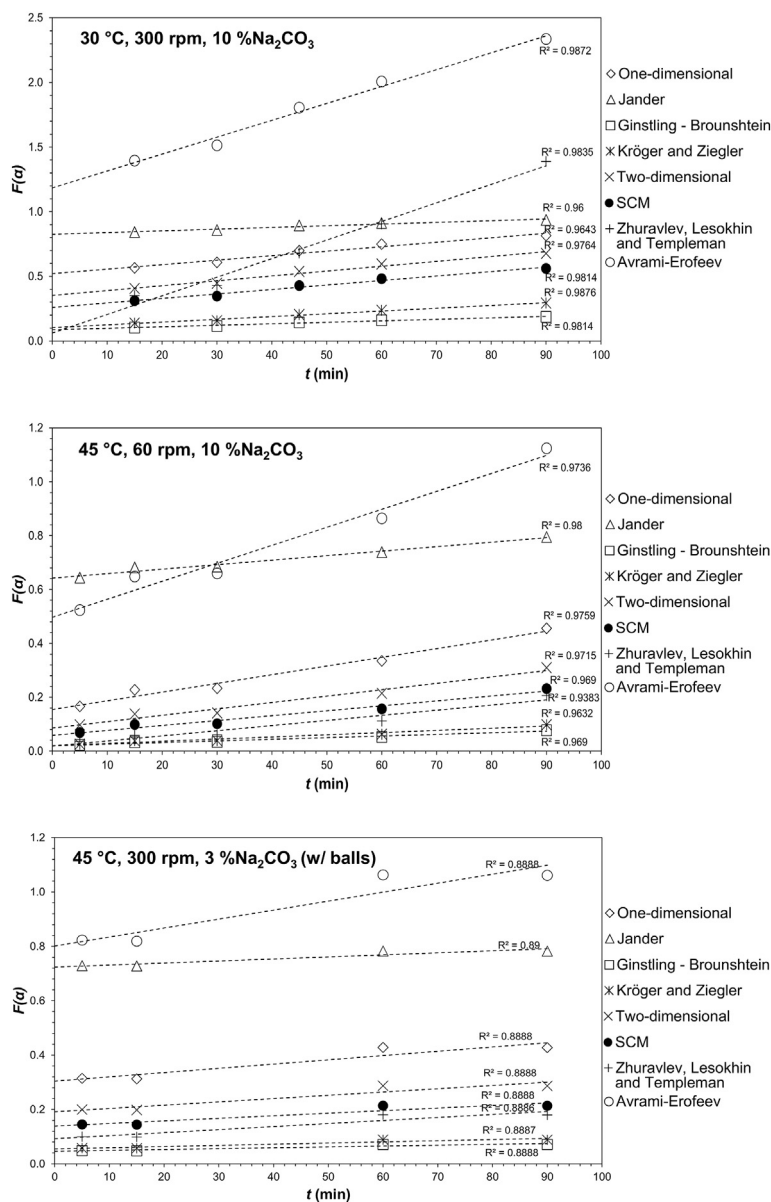 30 °C, 300 rpm, 10 %Na₂CO₃
F(α)
2.5
2.0
1.5
1.0
0.5
0.0
0
10
20
30
40
50
60
70
80
90
100
t (min)
R² = 0.9872
R² = 0.9835
R² = 0.96
R² = 0.9643
R² = 0.9764
R² = 0.9814
R² = 0.9876
R² = 0.9814
One-dimensional
Jander
Ginstling - Brounshtein
Kröger and Ziegler
Two-dimensional
SCM
Zhuravlev, Lesokhin
and Templeman
Avrami-Erofeev
45 °C, 60 rpm, 10 %Na₂CO₃
F(α)
1.2
1.0
0.8
0.6
0.4
0.2
0.0
0
10
20
30
40
50
60
70
80
90
100
t (min)
R² = 0.9736
R² = 0.98
R² = 0.9759
R² = 0.9715
R² = 0.969
R² = 0.9383
R² = 0.9632
R² = 0.969
One-dimensional
Jander
Ginstling - Brounshtein
Kröger and Ziegler
Two-dimensional
SCM
Zhuravlev, Lesokhin
and Templeman
Avrami-Erofeev
45 °C, 300 rpm, 3 %Na₂CO₃ (w/ balls)
F(α)
1.2
1.0
0.8
0.6
0.4
0.2
0.0
0
10
20
30
40
50
60
70
80
90
100
t (min)
R² = 0.8888
R² = 0.89
R² = 0.8888
R² = 0.8888
R² = 0.8888
R² = 0.8886
R² = 0.8887
R² = 0.8888
One-dimensional
Jander
Ginstling - Brounshtein
Kröger and Ziegler
Two-dimensional
SCM
Zhuravlev, Lesokhin
and Templeman
Avrami-Erofeev